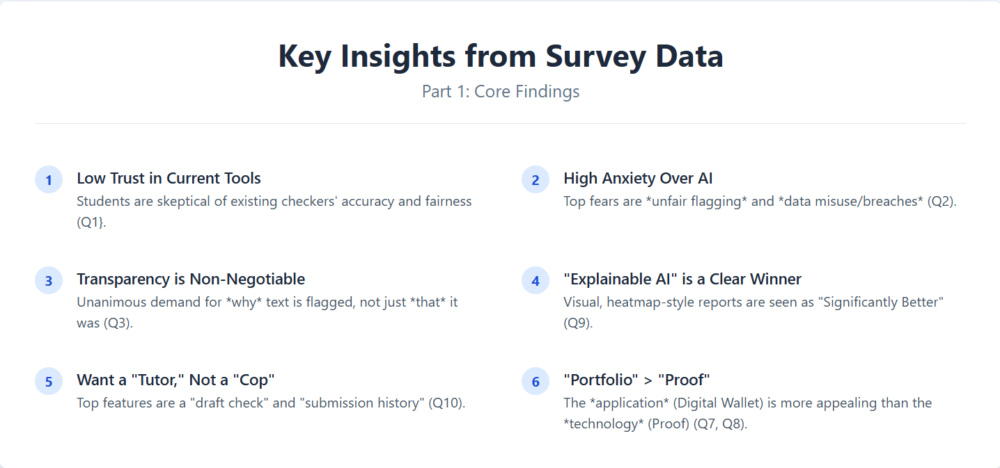 Key Insights from Survey Data
Part 1: Core Findings
1
Low Trust in Current Tools
Students are skeptical of existing checkers' accuracy and fairness
(Q1}.
2
High Anxiety Over AI
Top fears are *unfair flagging* and *data misuse/breaches* (Q2).
3
Transparency is Non-Negotiable
Unanimous demand for *why* text is flagged, not just *that* it
was (Q3).
4
"Explainable AI" is a Clear Winner
Visual, heatmap-style reports are seen as "Significantly Better"
(Q9).
5
Want a "Tutor," Not a "Cop"
Top features are a "draft check" and "submission history" (Q10).
6
"Portfolio" > "Proof"
The *application* (Digital Wallet) is more appealing than the
*technology* (Proof) (Q7, Q8).